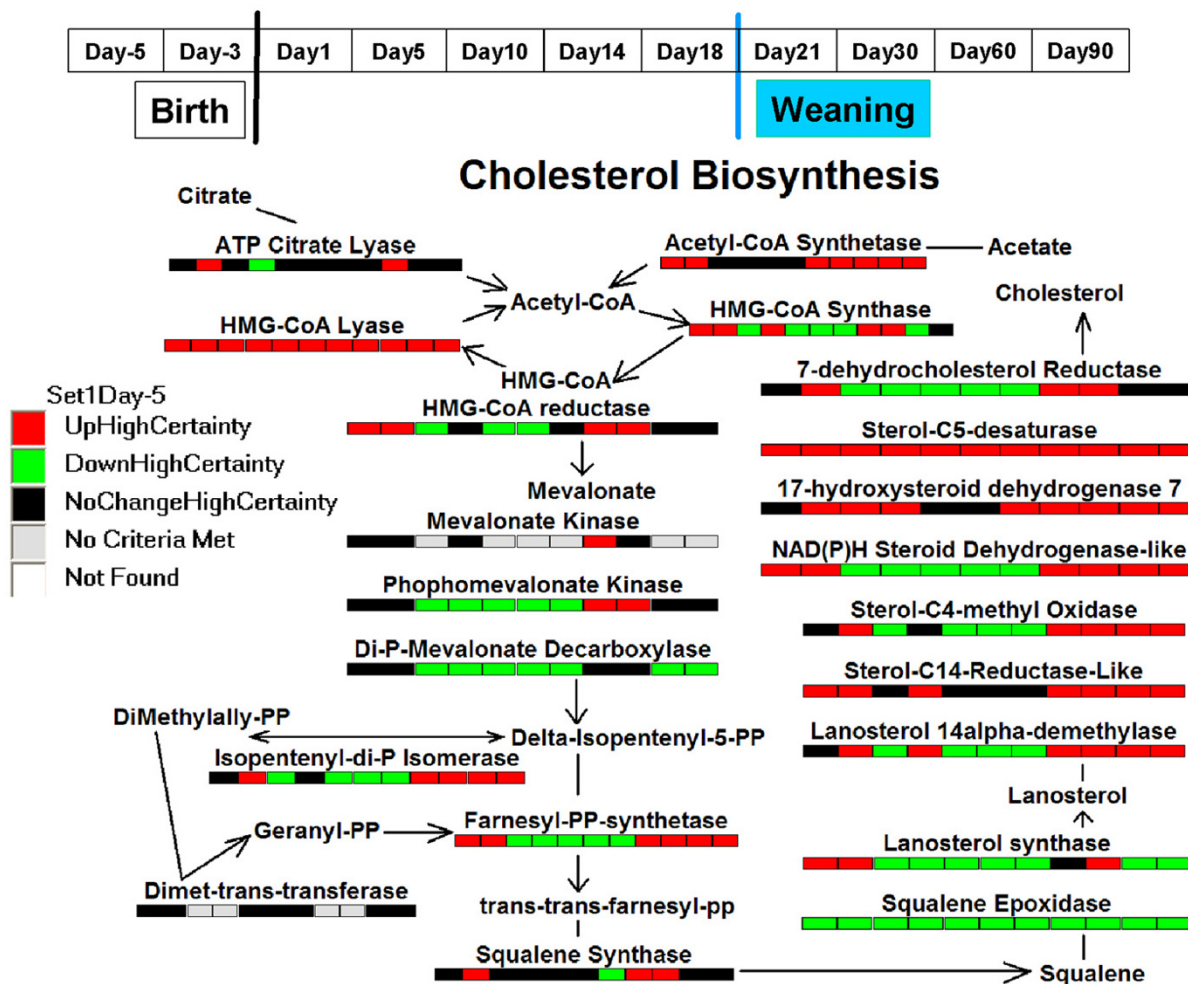 Day-5 Day-3 Day1 Day5 Day10 Day14 Day18 Day21 Day30 Day60 Day90
Birth
Weaning
Cholesterol Biosynthesis
Citrate
ATP Citrate Lyase
Acetyl-CoA Synthetase
Acetate
Acetyl-CoA
Cholesterol
HMG-CoA Lyase
HMG-CoA Synthase
HMG-CoA
7-dehydrocholesterol Reductase
Set1Day-5
UpHighCertainty
DownHighCertainty
NoChangeHighCertainty
No Criteria Met
Not Found
HMG-CoA reductase
Sterol-C5-desaturase
Mevalonate
17-hydroxysteroid dehydrogenase 7
Mevalonate Kinase
NAD(P)H Steroid Dehydrogenase-like
Phophomevalonate Kinase
Sterol-C4-methyl Oxidase
Di-P-Mevalonate Decarboxylase
Sterol-C14-Reductase-Like
DiMethylally-PP
Delta-Isopentenyl-5-PP
Lanosterol 14alpha-demethylase
Isopentenyl-di-P Isomerase
Lanosterol
Geranyl-PP
Farnesyl-PP-synthetase
Lanosterol synthase
Dimet-trans-transferase
trans-trans-farnesyl-pp
Squalene Epoxidase
Squalene Synthase
Squalene